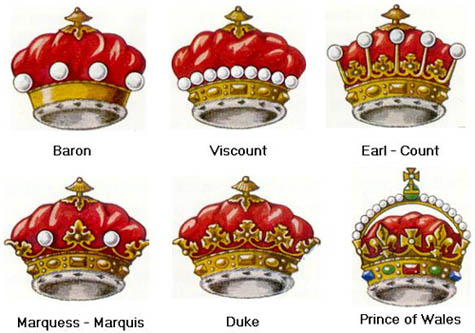 Baron
Viscount
Earl - Count
Marquess - Marquis
Duke
Prince of Wales